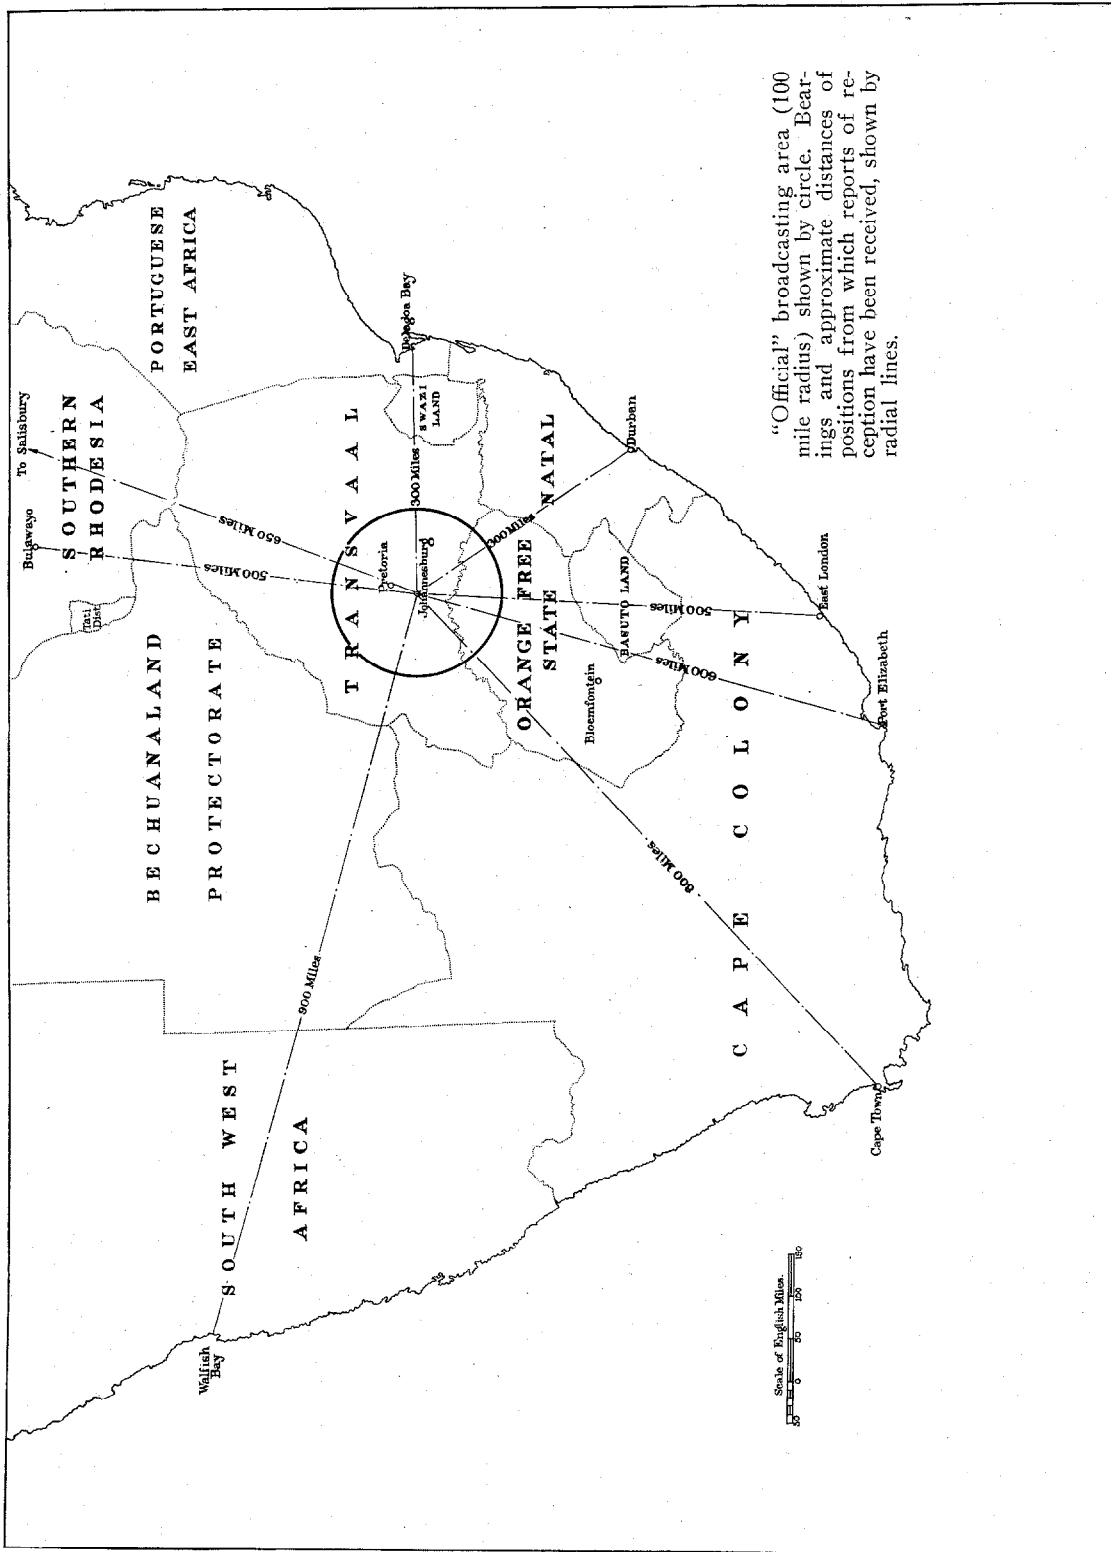 To Salisbury
Bulawayo
SOUTHERN
RHODESIA
PORTUGUESE
EAST AFRICA
Tati
Dist
BECHUANALAND
PROTECTORATE
650 Miles
500 Miles
TRANSVAAL
Pretoria
Johannesburg
300 Miles
Delagoa Bay
SWAZI
LAND
900 Miles
SOUTH WEST
AFRICA
Walfish
Bay
ORANGE FREE
STATE
NATAL
300 Miles
Durban
Bloemfontein
BASUTO LAND
500 Miles
600 Miles
800 Miles
East London
Port Elizabeth
CAPE COLONY
Cape Town
Scale of English Miles.
50 0 50 100 150
"Official" broadcasting area (100
mile radius) shown by circle. Bear-
ings and approximate distances of
positions from which reports of re-
ception have been received, shown by
radial lines.